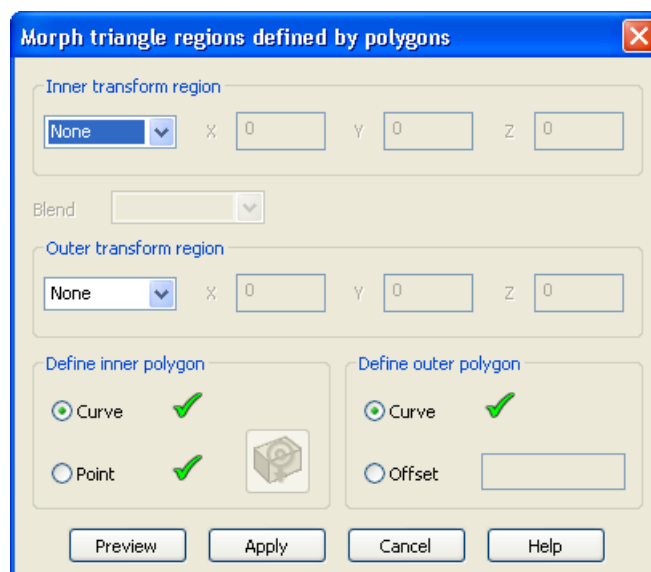 Morph triangle regions defined by polygons
Inner transform region
None X 0 Y 0 Z 0
Blend
Outer transform region
None X 0 Y 0 Z 0
Define inner polygon Define outer polygon
Curve Curve
Point Offset
Preview Apply Cancel Help